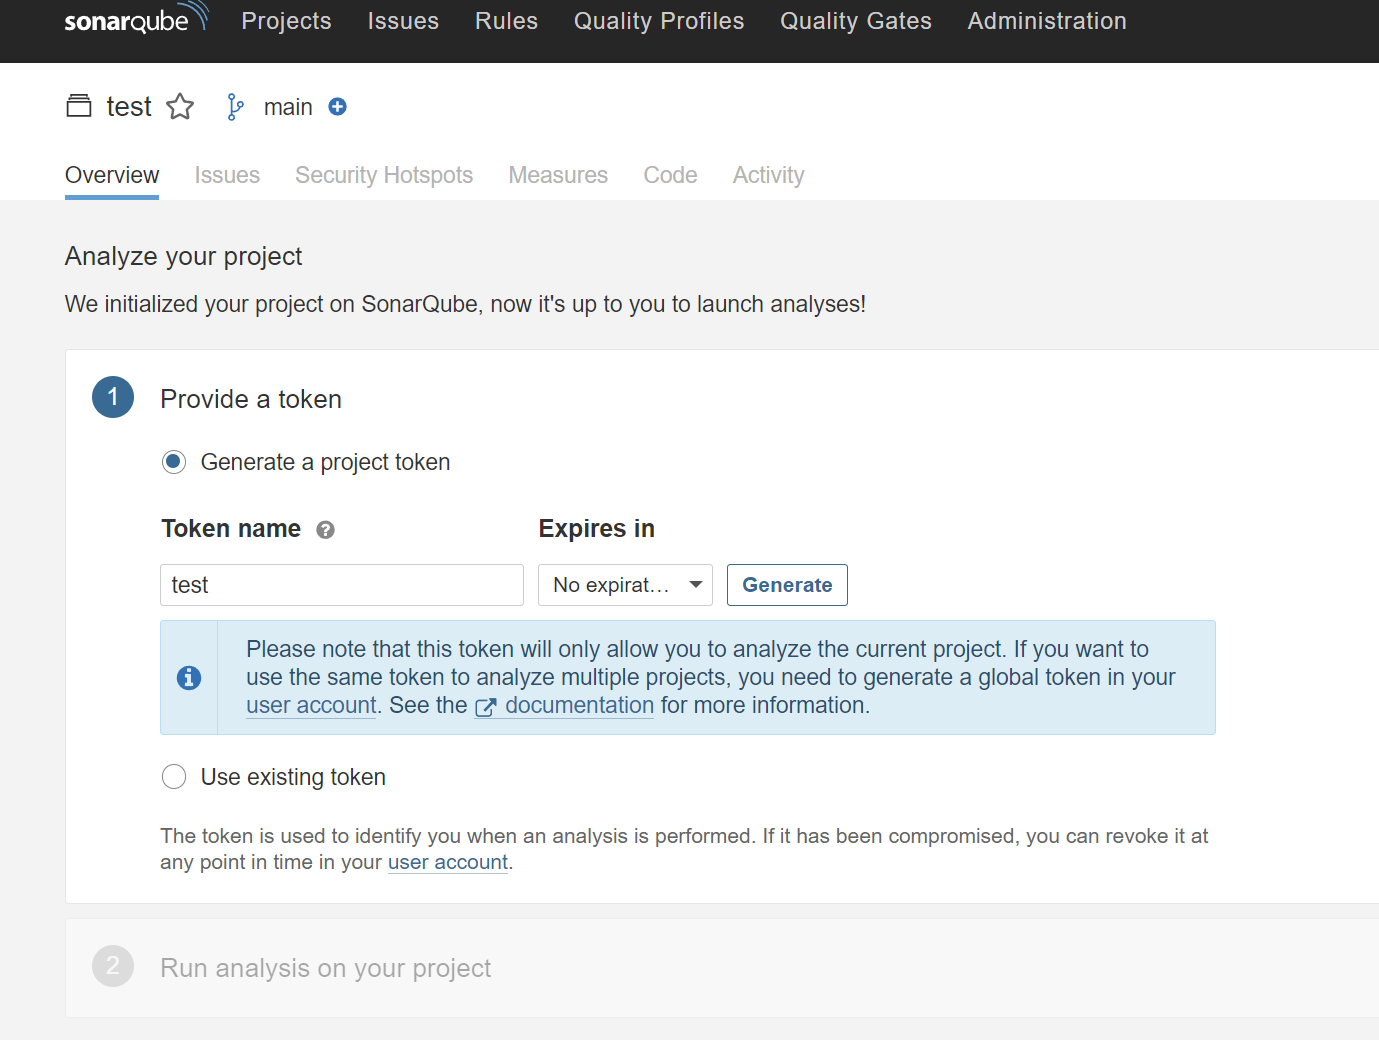 sonarqube Projects Issues Rules Quality Profiles Quality Gates Administration
test main
Overview Issues Security Hotspots Measures Code Activity
Analyze your project
We initialized your project on SonarQube, now it's up to you to launch analyses!
1 Provide a token
Generate a project token
Token name ? Expires in
test No expirat... Generate
Please note that this token will only allow you to analyze the current project. If you want to
use the same token to analyze multiple projects, you need to generate a global token in your
user account. See the documentation for more information.
Use existing token
The token is used to identify you when an analysis is performed. If it has been compromised, you can revoke it at
any point in time in your user account.
2 Run analysis on your project